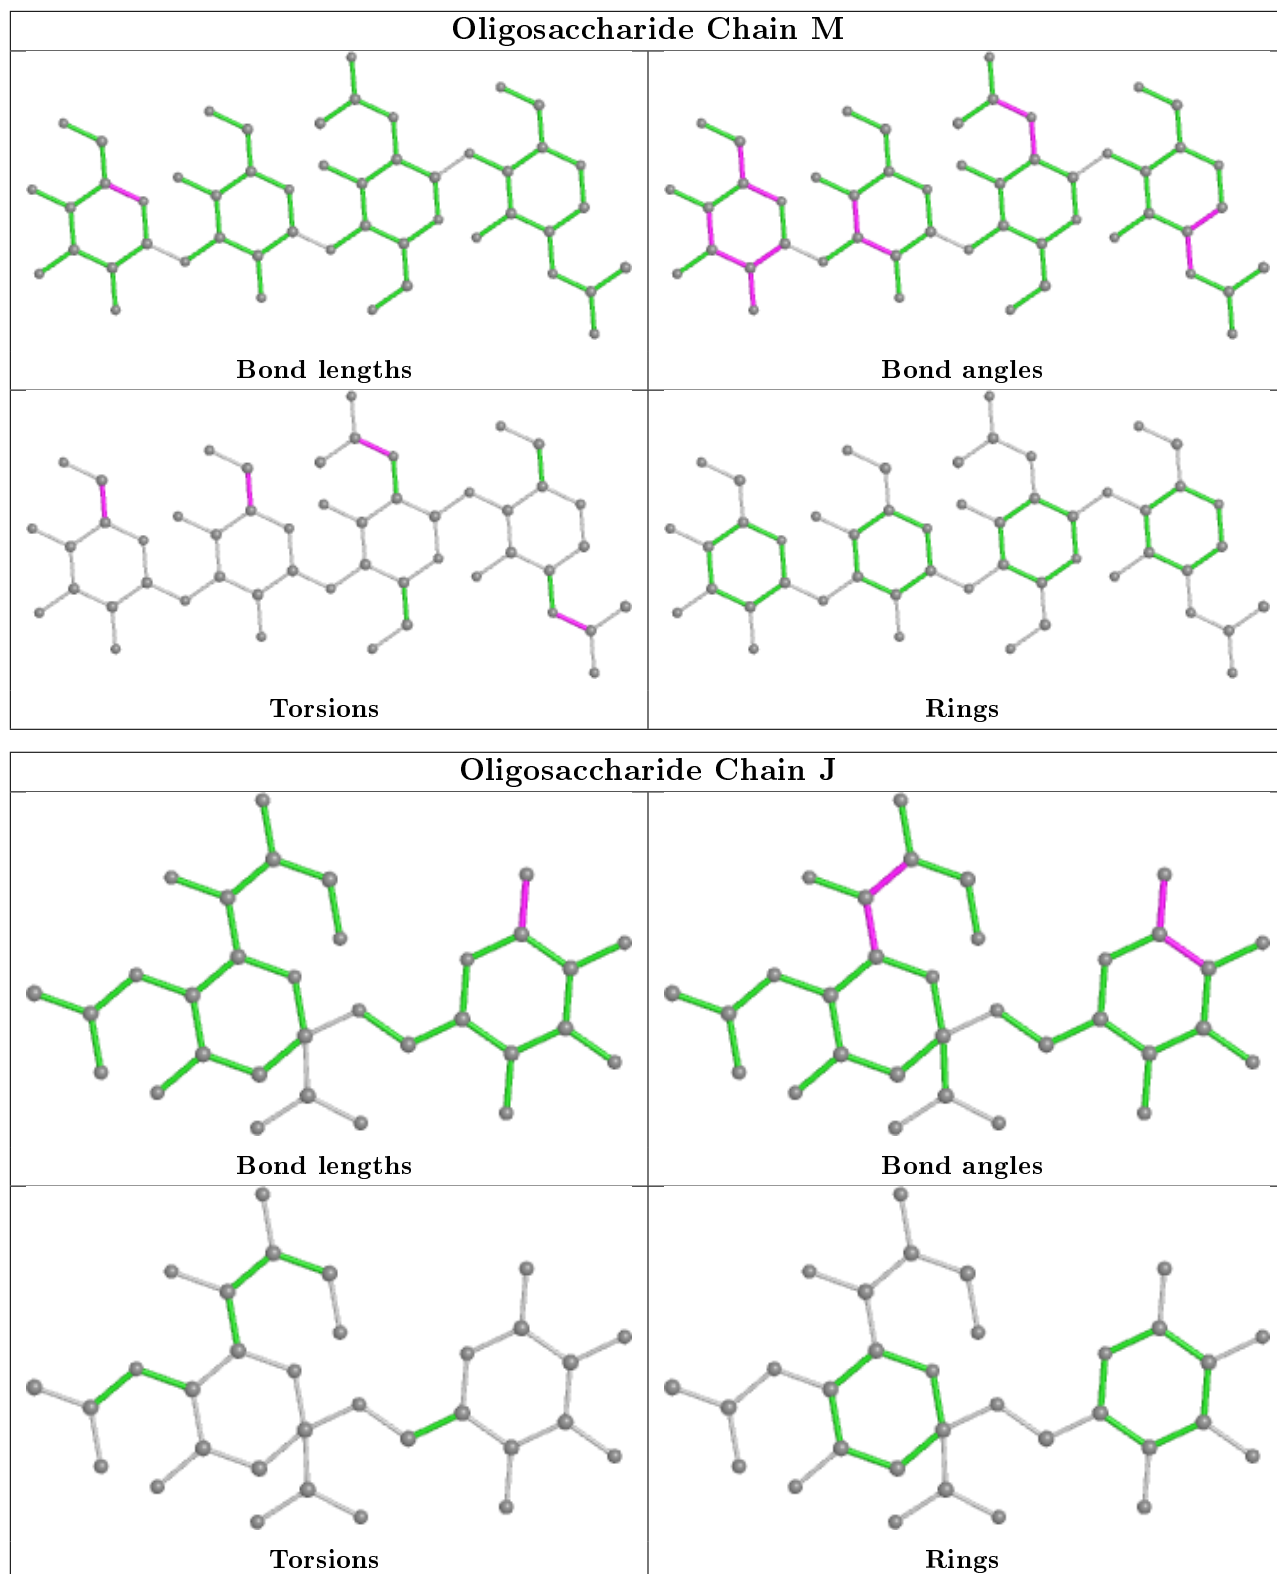 Oligosaccharide Chain M
Bond lengths
Bond angles
Torsions
Rings
Oligosaccharide Chain J
Bond lengths
Bond angles
Torsions
Rings